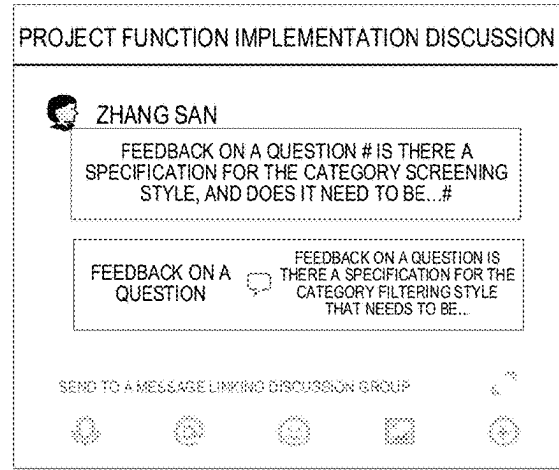 PROJECT FUNCTION IMPLEMENTATION DISCUSSION
ZHANG SAN
FEEDBACK ON A QUESTION # IS THERE A
SPECIFICATION FOR THE CATEGORY SCREENING
STYLE, AND DOES IT NEED TO BE...#
FEEDBACK ON A
QUESTION
FEEDBACK ON A QUESTION IS
THERE A SPECIFICATION FOR THE
CATEGORY FILTERING STYLE
THAT NEEDS TO BE...
SEND TO A MESSAGE LINKING DISCUSSION GROUP